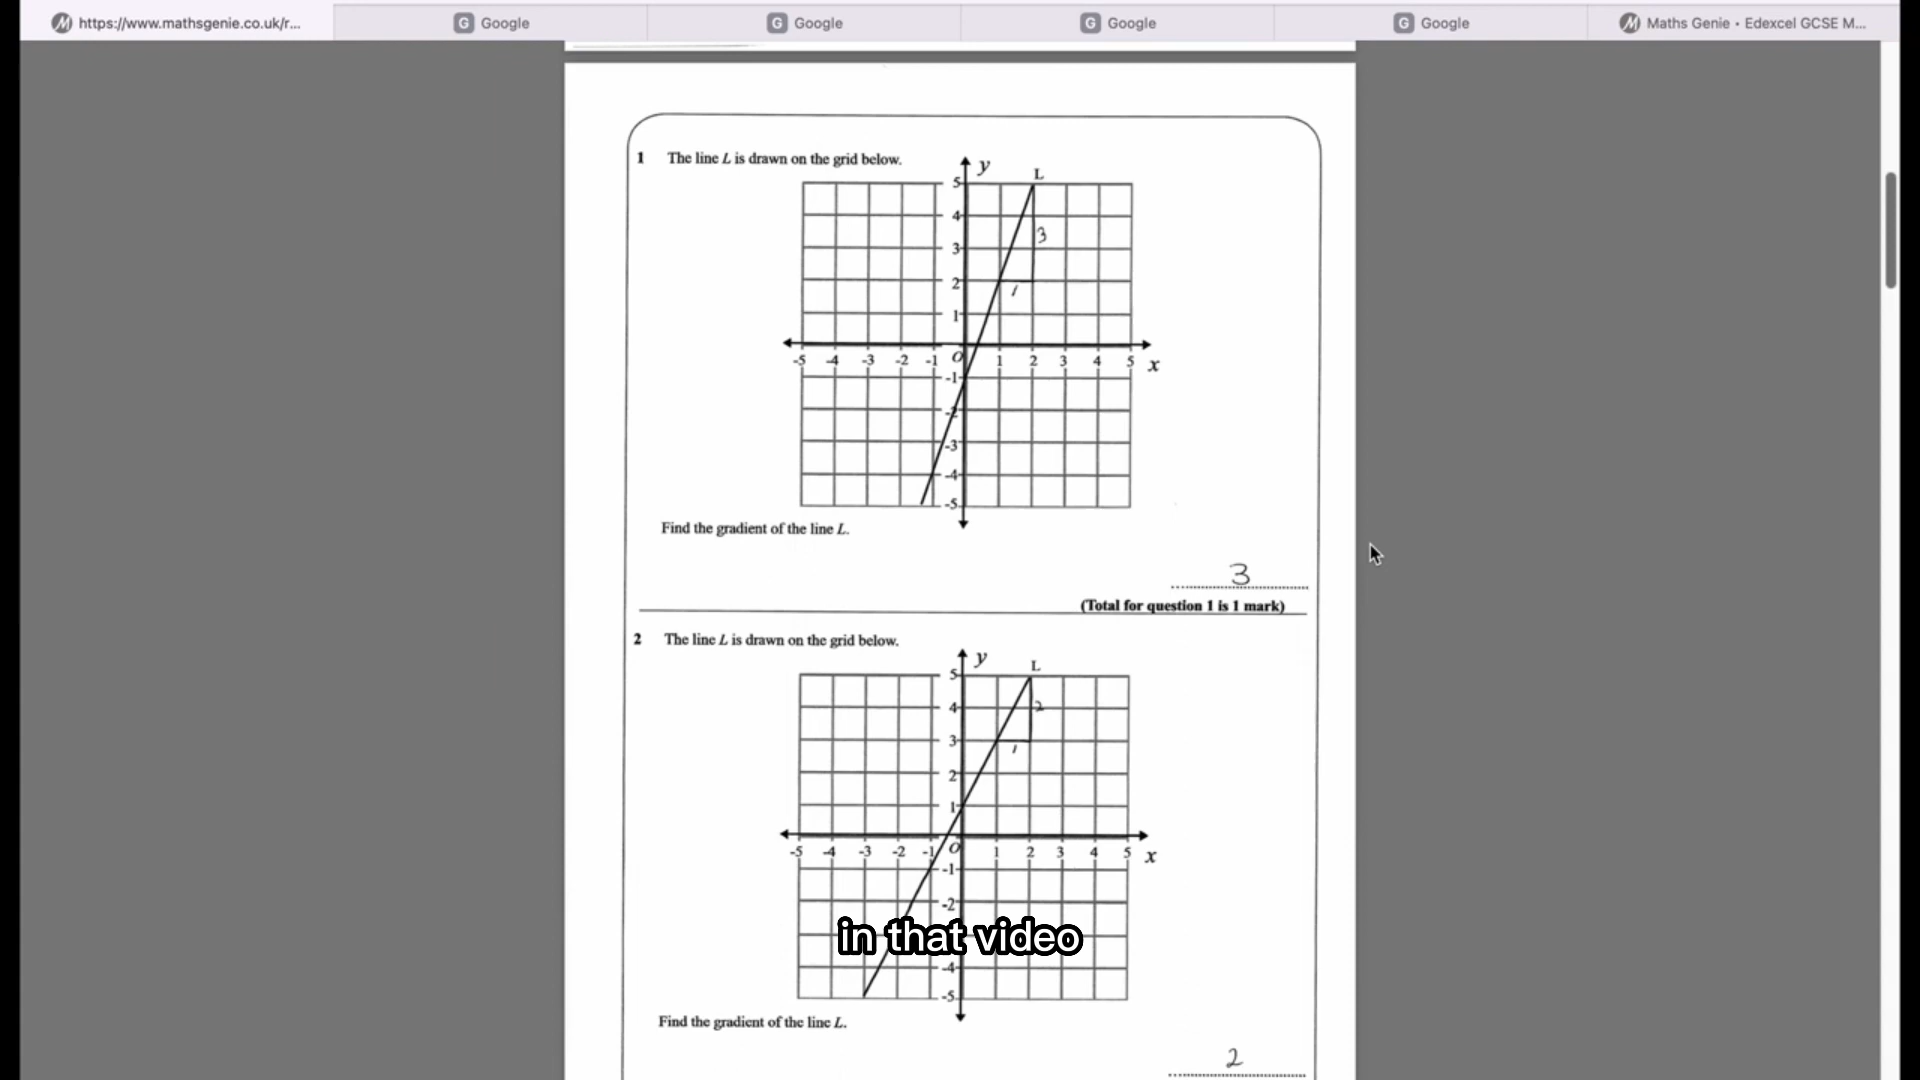 https://www.mathsgenie.co.uk/r...
G Google
G Google
G Google
G Google
Maths Genie • Edexcel GCSE M...
1 The line L is drawn on the grid below.
y
L
5
4
3
3
2
1
1
-5 -4 -3 -2 -1 O 1 2 3 4 5 x
-1
-2
-3
-4
-5
Find the gradient of the line L.
3
(Total for question 1 is 1 mark)
2 The line L is drawn on the grid below.
y
L
5
4 2
3
1
2
1
-5 -4 -3 -2 -1 O 1 2 3 4 5 x
-1
-2
in that video
-4
-5
Find the gradient of the line L.
2